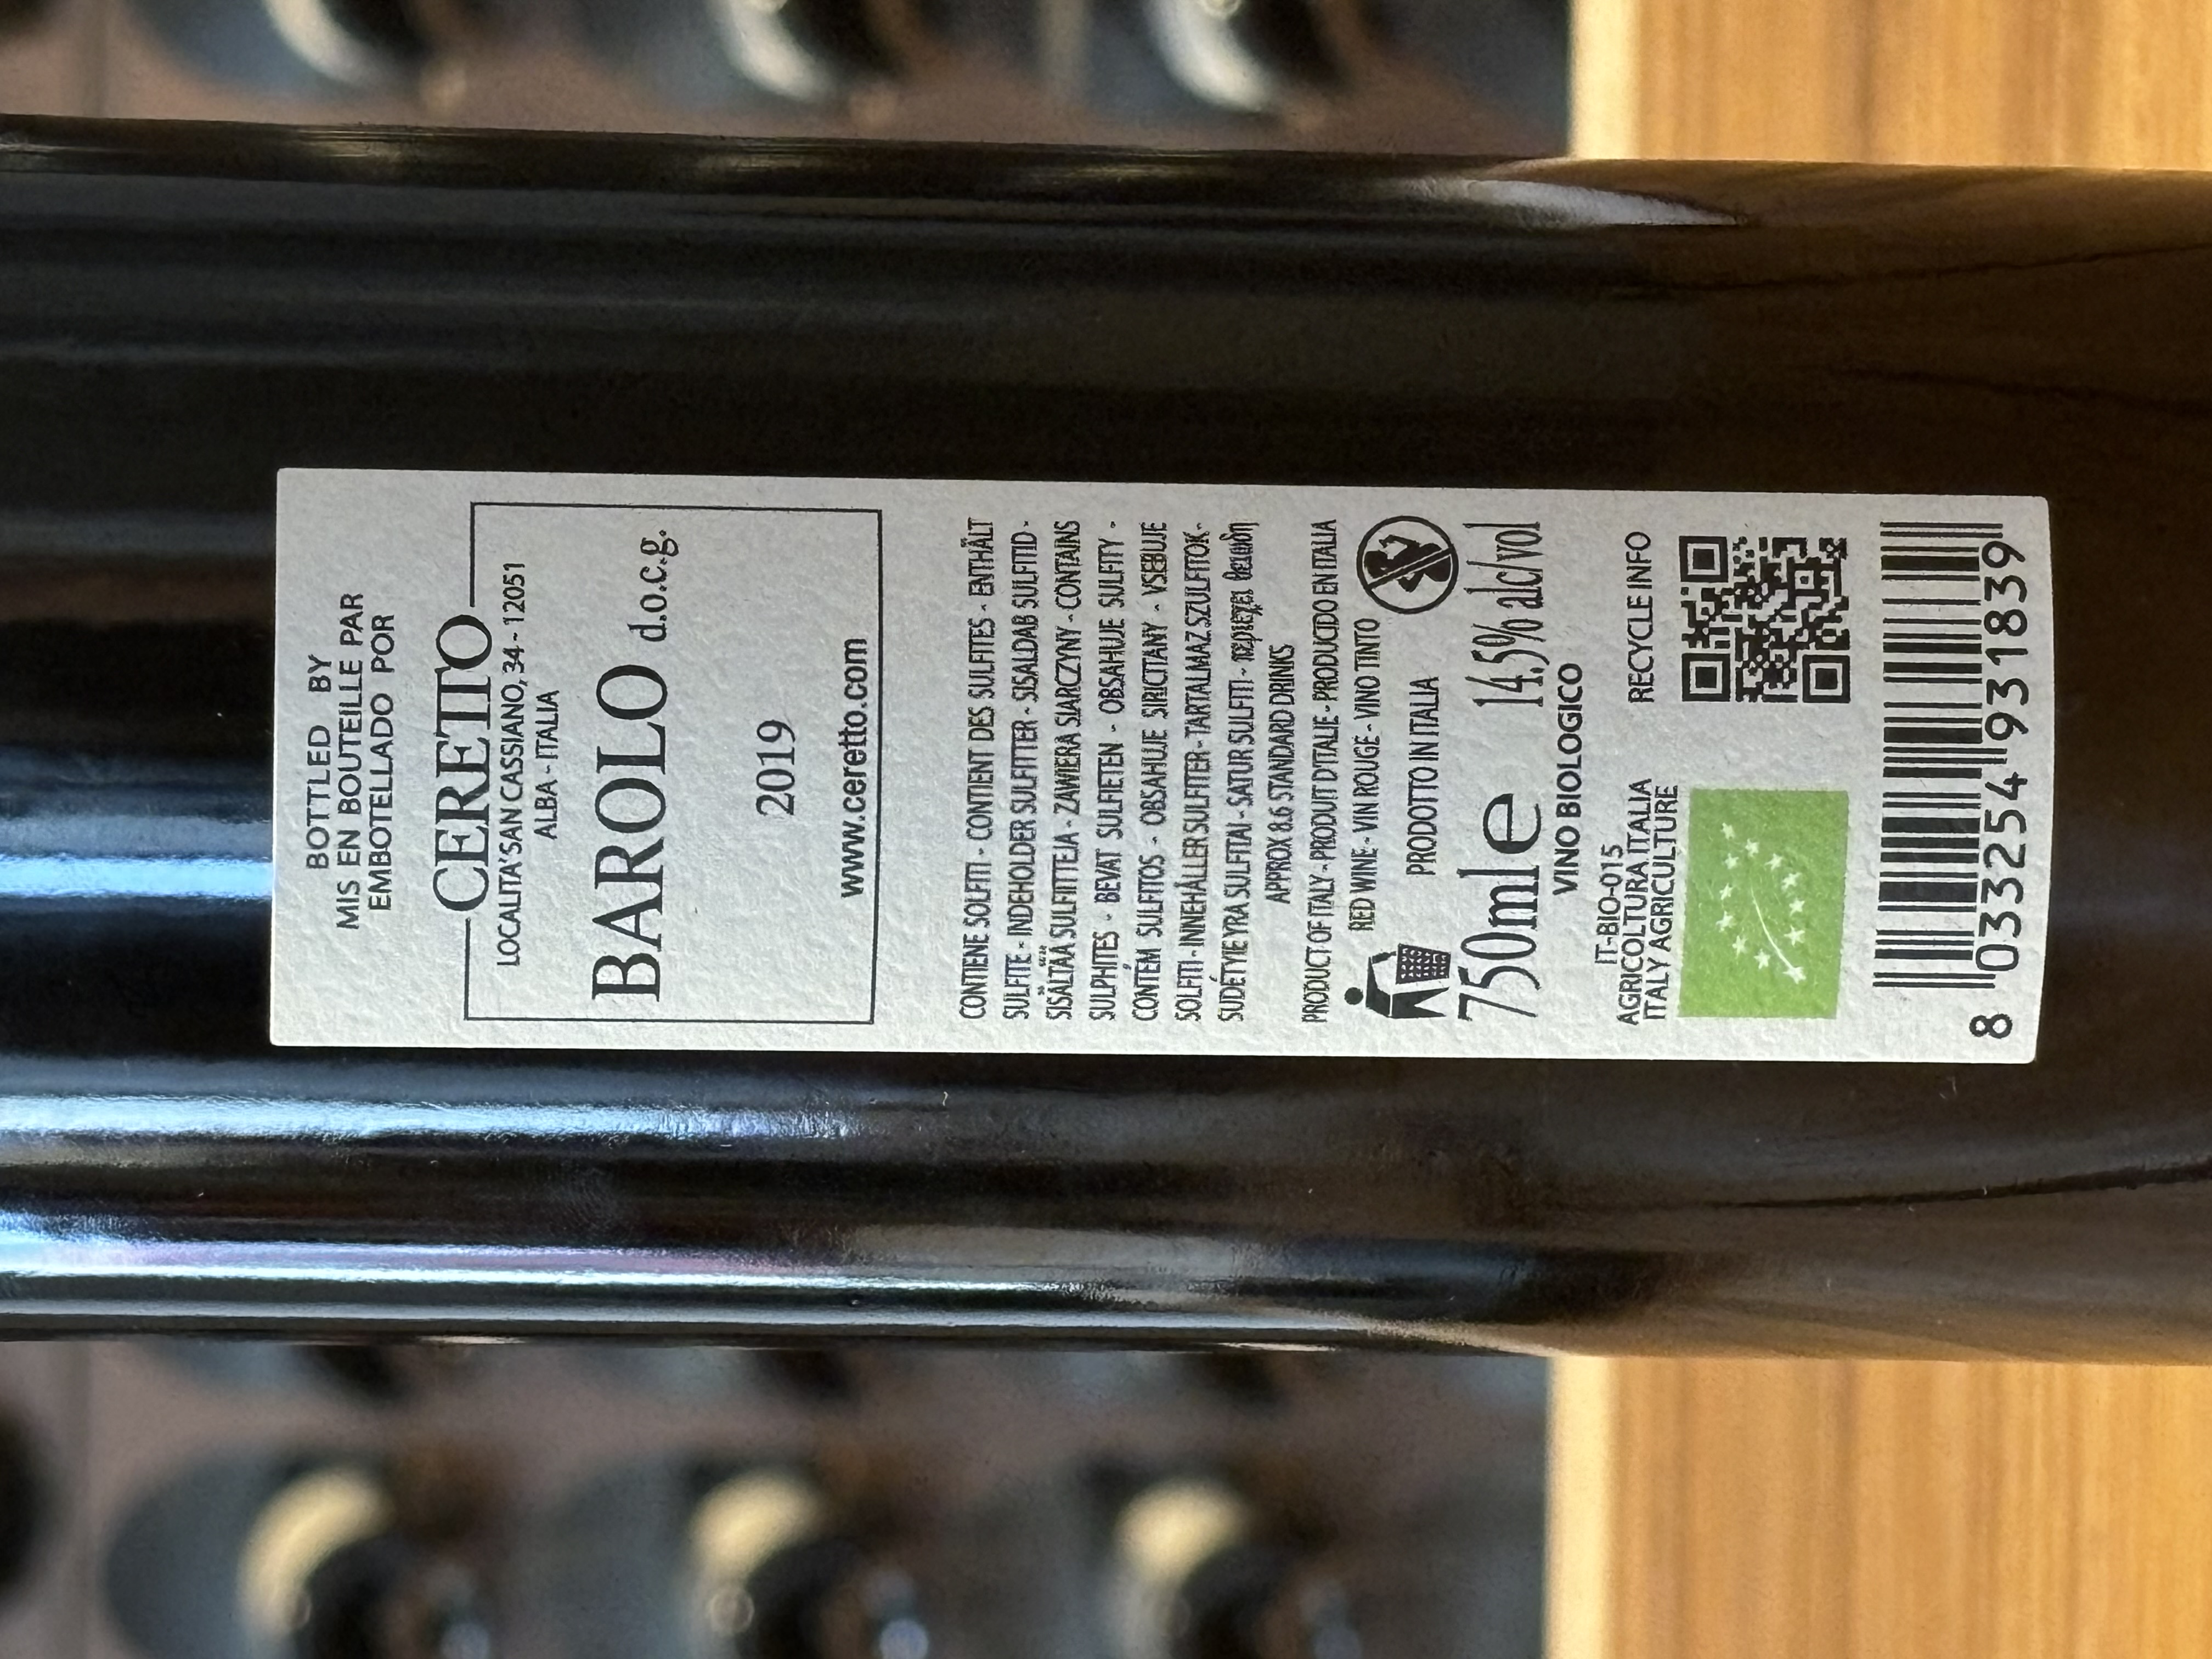 BOTTLED BY
MIS EN BOUTEILLE PAR
EMBOTELLADO POR
CERETTO
LOCALITA' SAN CASSIANO, 34 - 12051
ALBA - ITALIA
BAROLO d.o.c.g.
2019
www.ceretto.com
CONTIENE SOLFITI - CONTIENT DES SULFITES - ENTHÄLT
SULFITE - INDEHOLDER SULFITTER - SISALDAB SULFITID -
SISÄLTÄÄ SULFIITTEJA - ZAWIERA SIARCZYNY - CONTAINS
SULPHITES - BEVAT SULFIETEN - OBSAHUJE SULFITY -
CONTÉM SULFITOS - OBSAHUJE SIRICITANY - VSEBUJE
SOLFITI - INNEHÅLLER SULFITER - TARTALMAZ SZULFITOK -
SUDÉTYJE YRA SULFITAI - SATUR SULFITI - περιεχει θειωδη
APPROX 8.6 STANDARD DRINKS
PRODUCT OF ITALY - PRODUIT D'ITALIE - PRODUCIDO EN ITALIA
RED WINE - VIN ROUGE - VINO TINTO
PRODOTTO IN ITALIA
750ml e 14.5% alc/vol
VINO BIOLOGICO
IT-BIO-015
AGRICOLTURA ITALIA
ITALY AGRICULTURE
RECYCLE INFO
8 033254 931839